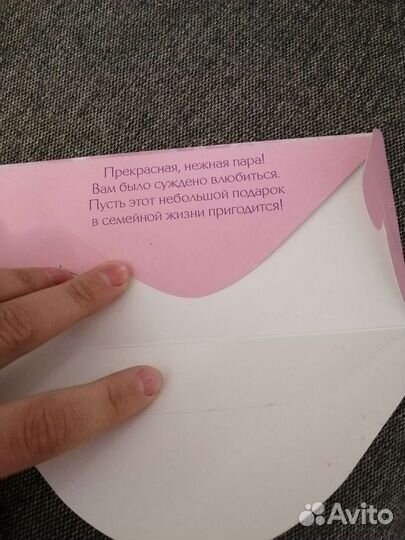 Прекрасная, нежная пара!
Вам было суждено влюбиться.
Пусть этот небольшой подарок
в семейной жизни пригодится!
Avito